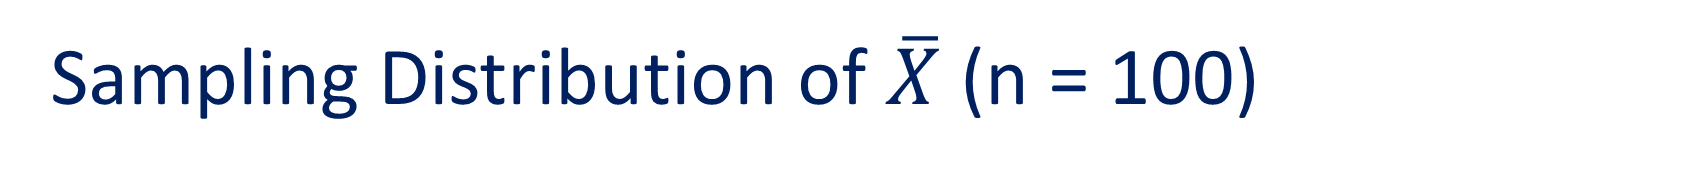 Sampling Distribution of X̅ (n = 100)